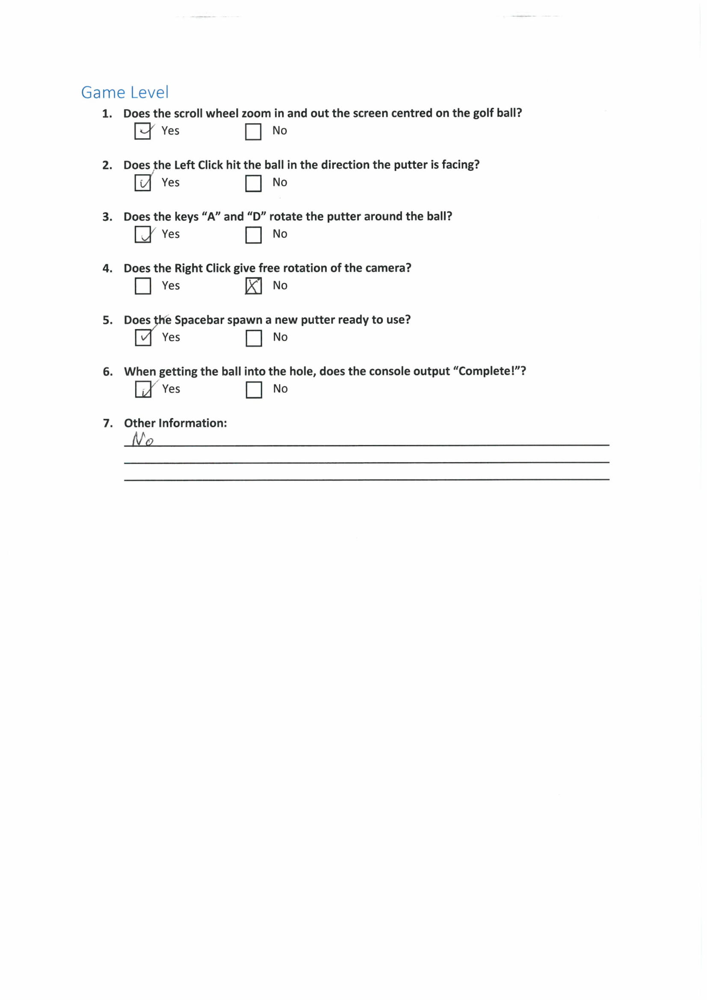 Game Level
1. Does the scroll wheel zoom in and out the screen centred on the golf ball?
Yes No
2. Does the Left Click hit the ball in the direction the putter is facing?
Yes No
3. Does the keys “A” and “D” rotate the putter around the ball?
Yes No
4. Does the Right Click give free rotation of the camera?
Yes No
5. Does the Spacebar spawn a new putter ready to use?
Yes No
6. When getting the ball into the hole, does the console output “Complete!”?
Yes No
7. Other Information:
No